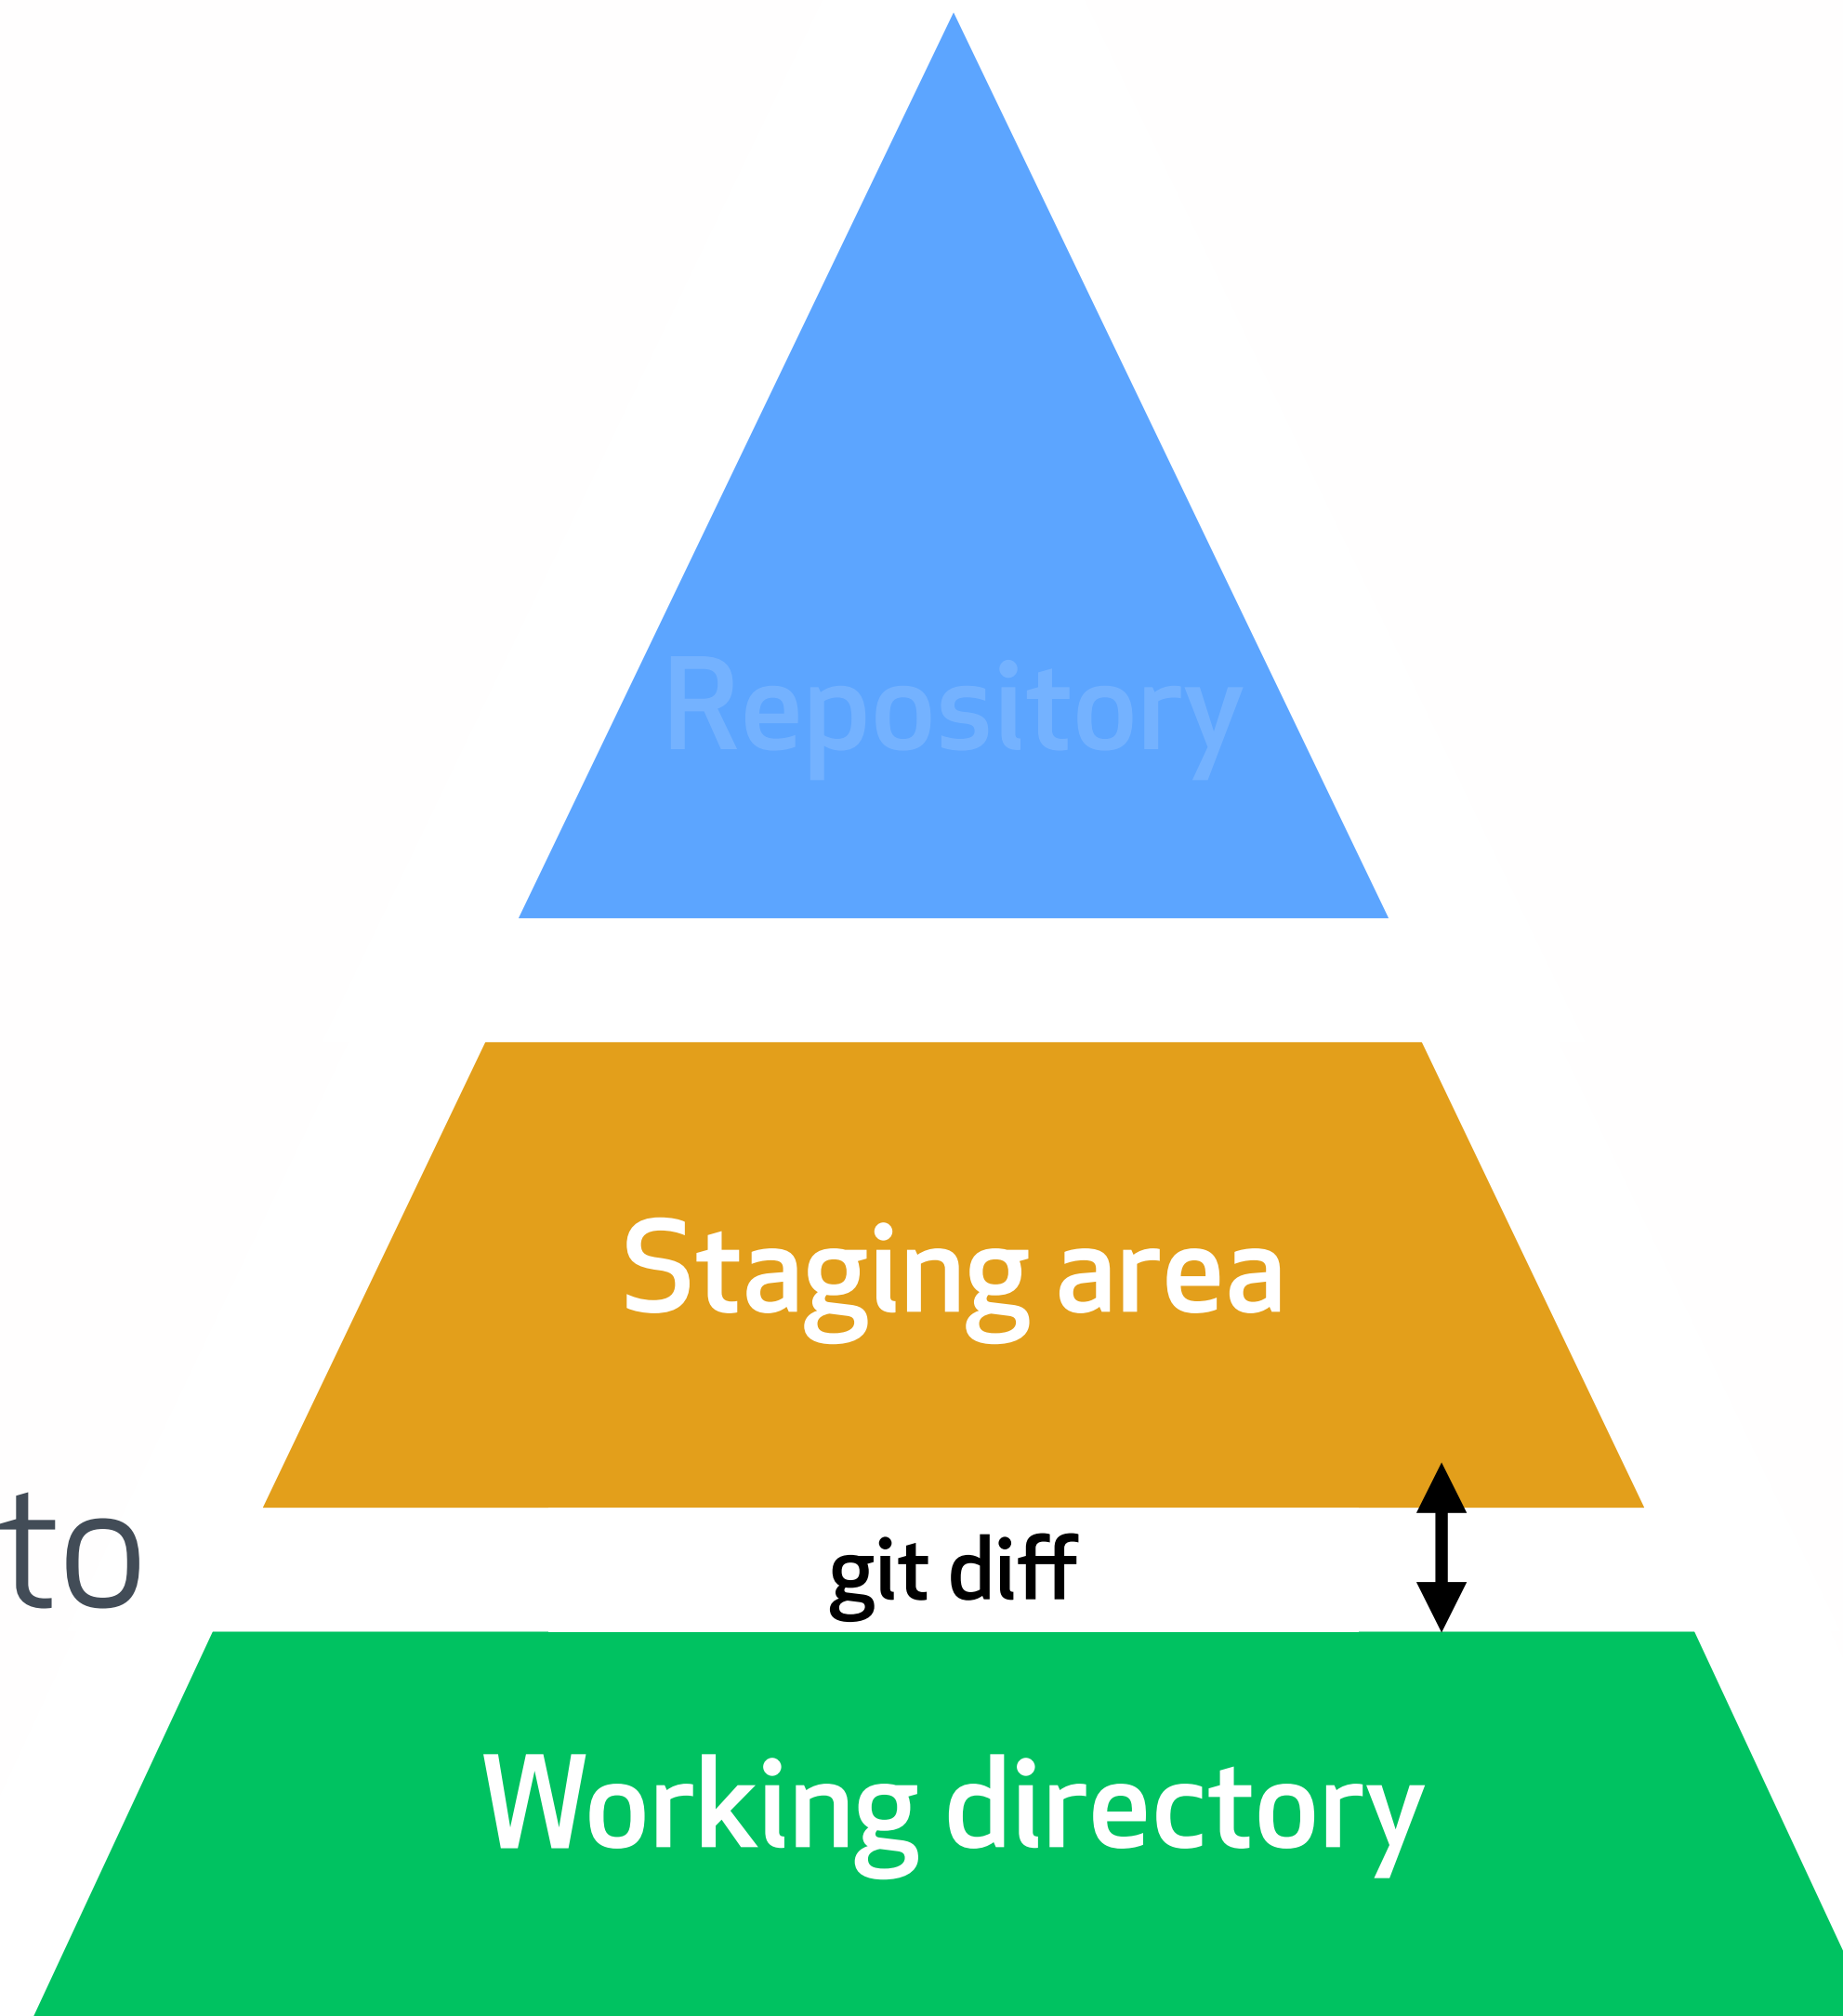 Repository
Staging area
to
git diff
Working directory